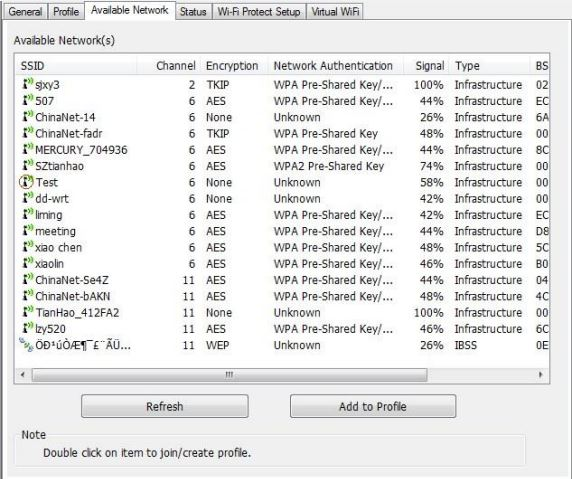 General Profile Available Network Status Wi-Fi Protect Setup Virtual WiFi
Available Network(s)
SSID Channel Encryption Network Authentication Signal Type BS
sjxy3 2 TKIP WPA Pre-Shared Key/... 100% Infrastructure 02
507 6 AES WPA Pre-Shared Key/... 44% Infrastructure EC
ChinaNet-14 6 None Unknown 26% Infrastructure 6A
ChinaNet-fadr 6 TKIP WPA Pre-Shared Key 48% Infrastructure 00
MERCURY_704936 6 AES WPA Pre-Shared Key/... 44% Infrastructure 8C
SZtianhao 6 AES WPA2 Pre-Shared Key 74% Infrastructure 00
Test 6 None Unknown 58% Infrastructure 00
dd-wrt 6 None Unknown 42% Infrastructure 00
liming 6 AES WPA Pre-Shared Key/... 42% Infrastructure EC
meeting 6 AES WPA Pre-Shared Key/... 44% Infrastructure D8
xiao chen 6 AES WPA Pre-Shared Key/... 48% Infrastructure 5C
xiaolin 6 AES WPA Pre-Shared Key/... 46% Infrastructure B0
ChinaNet-Se4Z 11 AES WPA Pre-Shared Key/... 44% Infrastructure 04
ChinaNet-bAKN 11 AES WPA Pre-Shared Key/... 48% Infrastructure 4C
TianHao_412FA2 11 None Unknown 100% Infrastructure 00
lzy520 11 AES WPA Pre-Shared Key/... 46% Infrastructure 6C
ÖÐ¹úÒÆ¶¯£¨ÃÜ... 11 WEP Unknown 26% IBSS 0E
Refresh Add to Profile
Note
Double click on item to join/create profile.